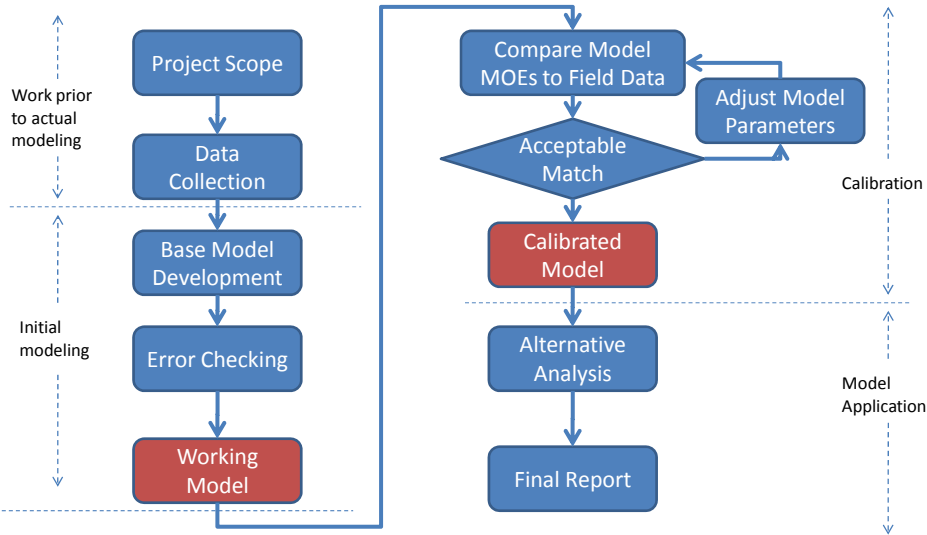 Work prior
to actual
modeling
Project Scope
Data
Collection
Initial
modeling
Base Model
Development
Error Checking
Working
Model
Compare Model
MOEs to Field Data
Adjust Model
Parameters
Acceptable
Match
Calibrated
Model
Calibration
Alternative
Analysis
Final Report
Model
Application